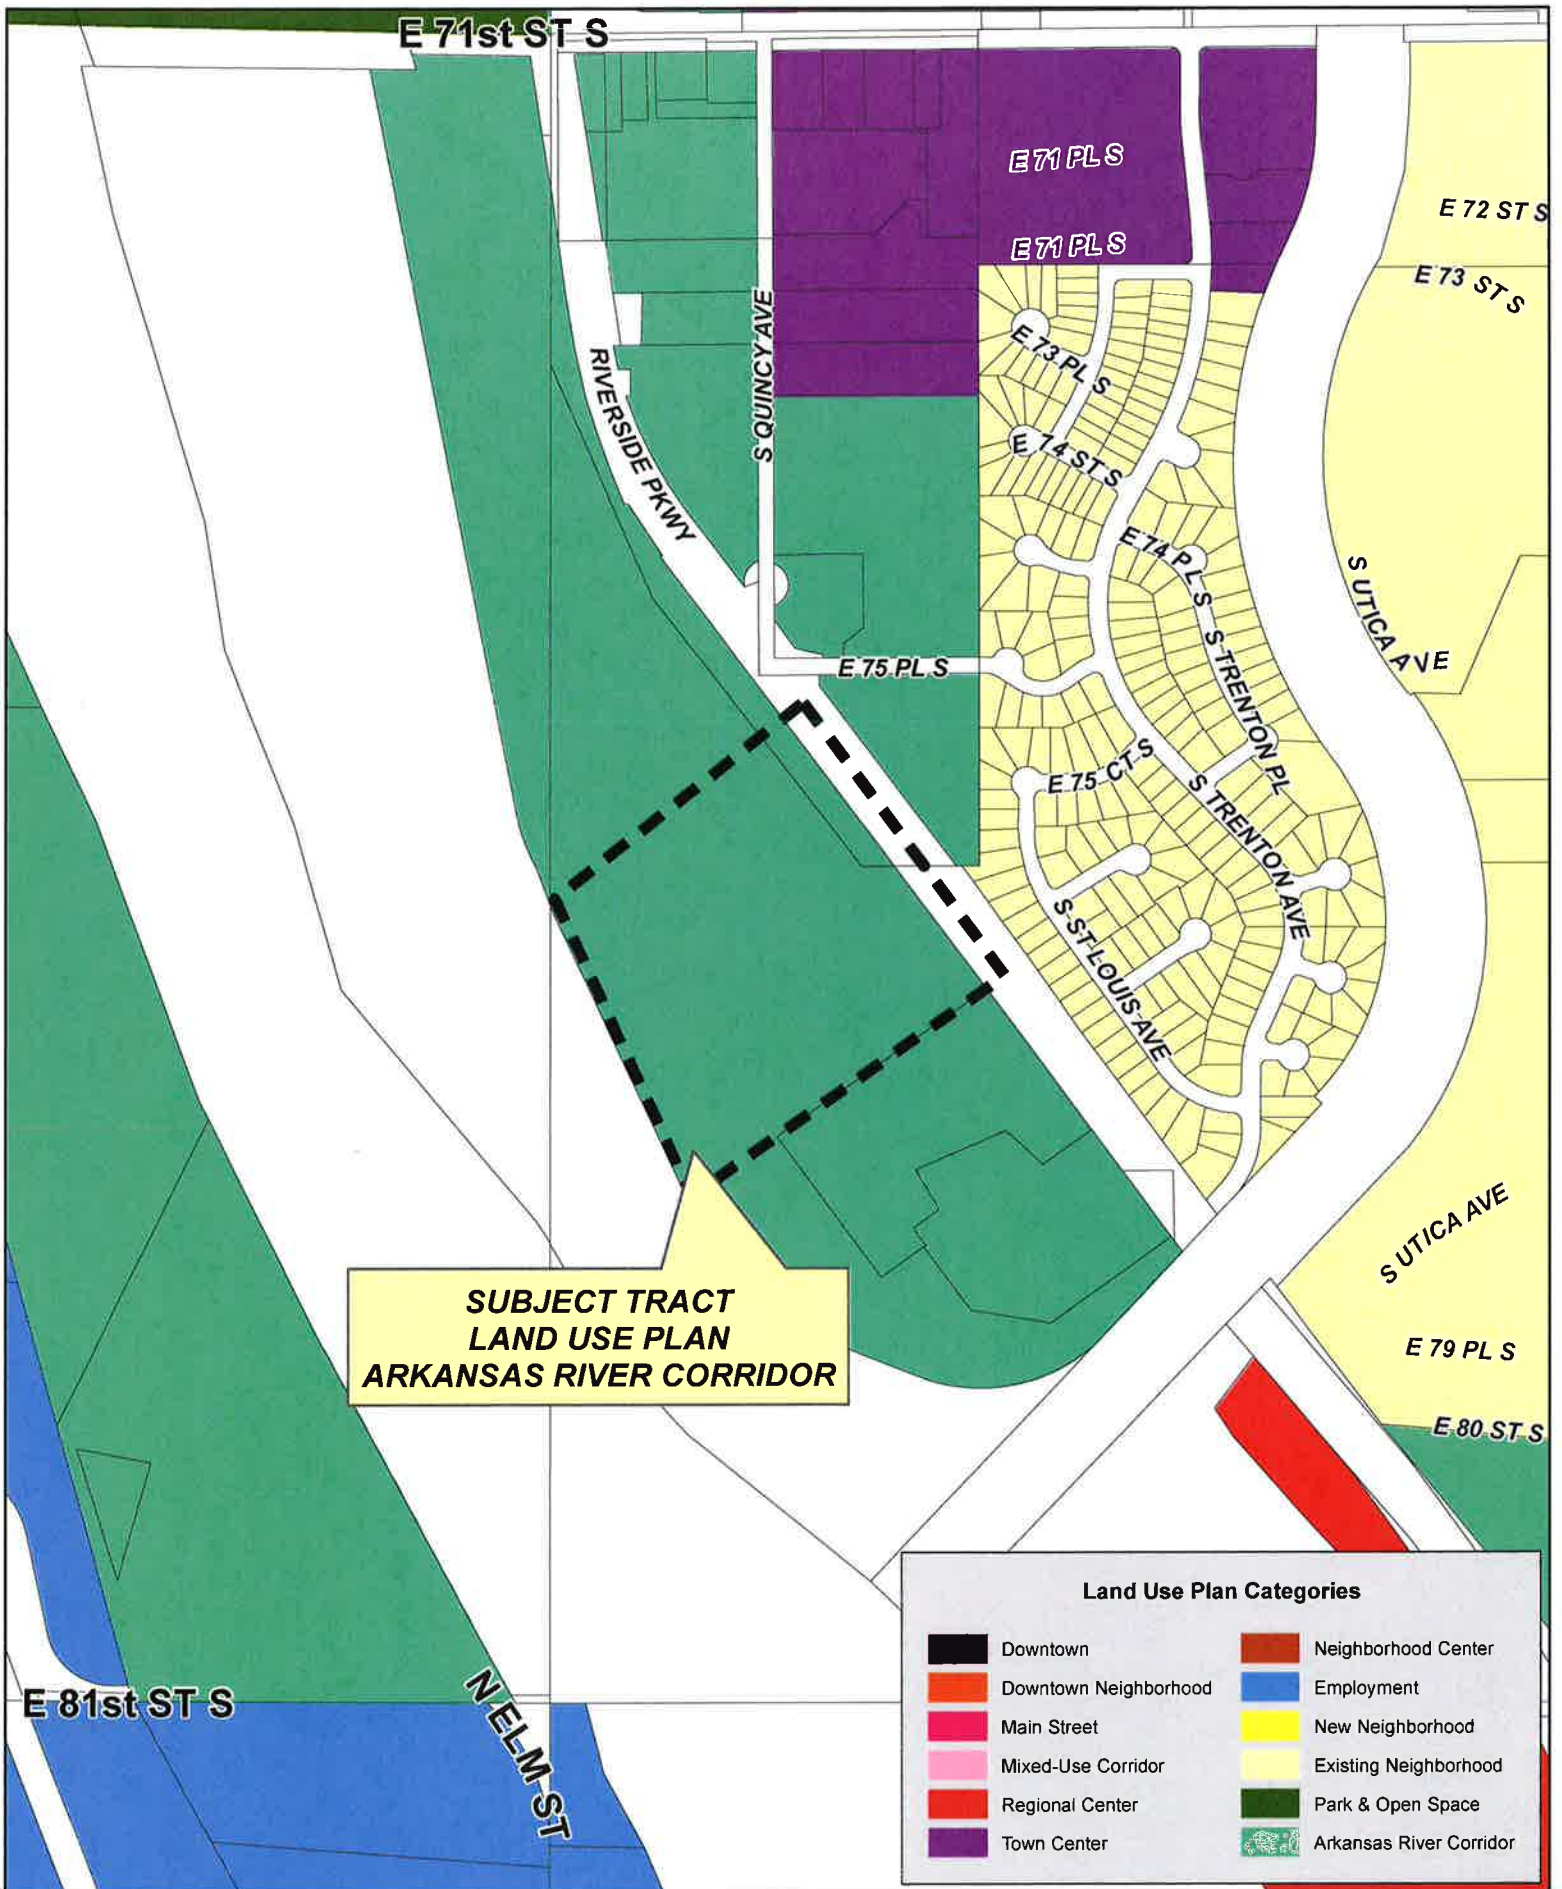 E 71st ST S
E 71 PL S
E 72 ST S
E 71 PL S
E 73 ST S
S QUINCY AVE
RIVERSIDE PKWY
E 73 PL S
E 74 ST S
E 74 PL S
S UTICA AVE
S TRENTON PL
E 75 PL S
E 75 CT S
S TRENTON AVE
S ST LOUIS AVE
S UTICA AVE
SUBJECT TRACT
LAND USE PLAN
ARKANSAS RIVER CORRIDOR
E 79 PL S
E 80 ST S
E 81st ST S
N ELM ST
Land Use Plan Categories
Downtown
Downtown Neighborhood
Main Street
Mixed-Use Corridor
Regional Center
Town Center
Neighborhood Center
Employment
New Neighborhood
Existing Neighborhood
Park & Open Space
Arkansas River Corridor